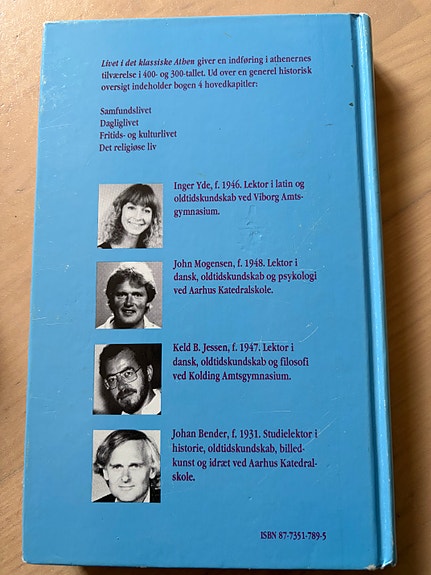 Livet i det klassiske Athen giver en indføring i athenernes
tilværelse i 400- og 300-tallet. Ud over en generel historisk
oversigt indeholder bogen 4 hovedkapitler:
Samfundslivet
Dagliglivet
Fritids- og kulturlivet
Det religiøse liv
Inger Yde, f. 1946. Lektor i latin og
oldtidskundskab ved Viborg Amts-
gymnasium.
John Mogensen, f. 1948. Lektor i
dansk, oldtidskundskab og psykologi
ved Aarhus Katedralskole.
Keld B. Jessen, f. 1947. Lektor i
dansk, oldtidskundskab og filosofi
ved Kolding Amtsgymnasium.
Johan Bender, f. 1931. Studielektor i
historie, oldtidskundskab, billed-
kunst og idræt ved Aarhus Katedral-
skole.
ISBN 87-7351-789-5